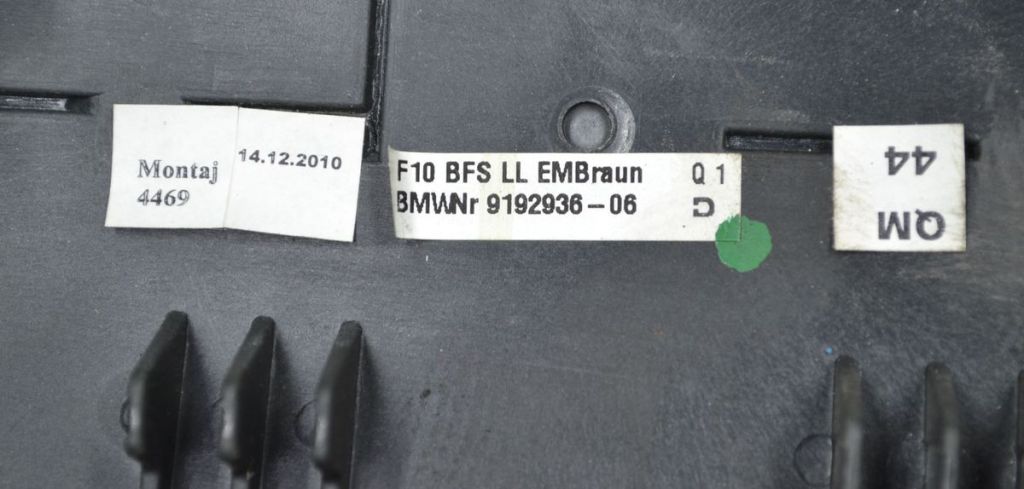 Montaj
4469
14.12.2010
F10 BFS LL EMBraun Q 1
BMWNr 9192936-06 D
QM
44